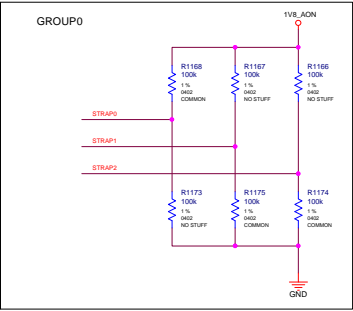 GROUP0
1V8_AON
R1168
100k
1 %
0402
COMMON
R1167
100k
1 %
0402
NO STUFF
R1166
100k
1 %
0402
NO STUFF
STRAP0
STRAP1
STRAP2
R1173
100k
1 %
0402
NO STUFF
R1175
100k
1 %
0402
COMMON
R1174
100k
1 %
0402
COMMON
GND